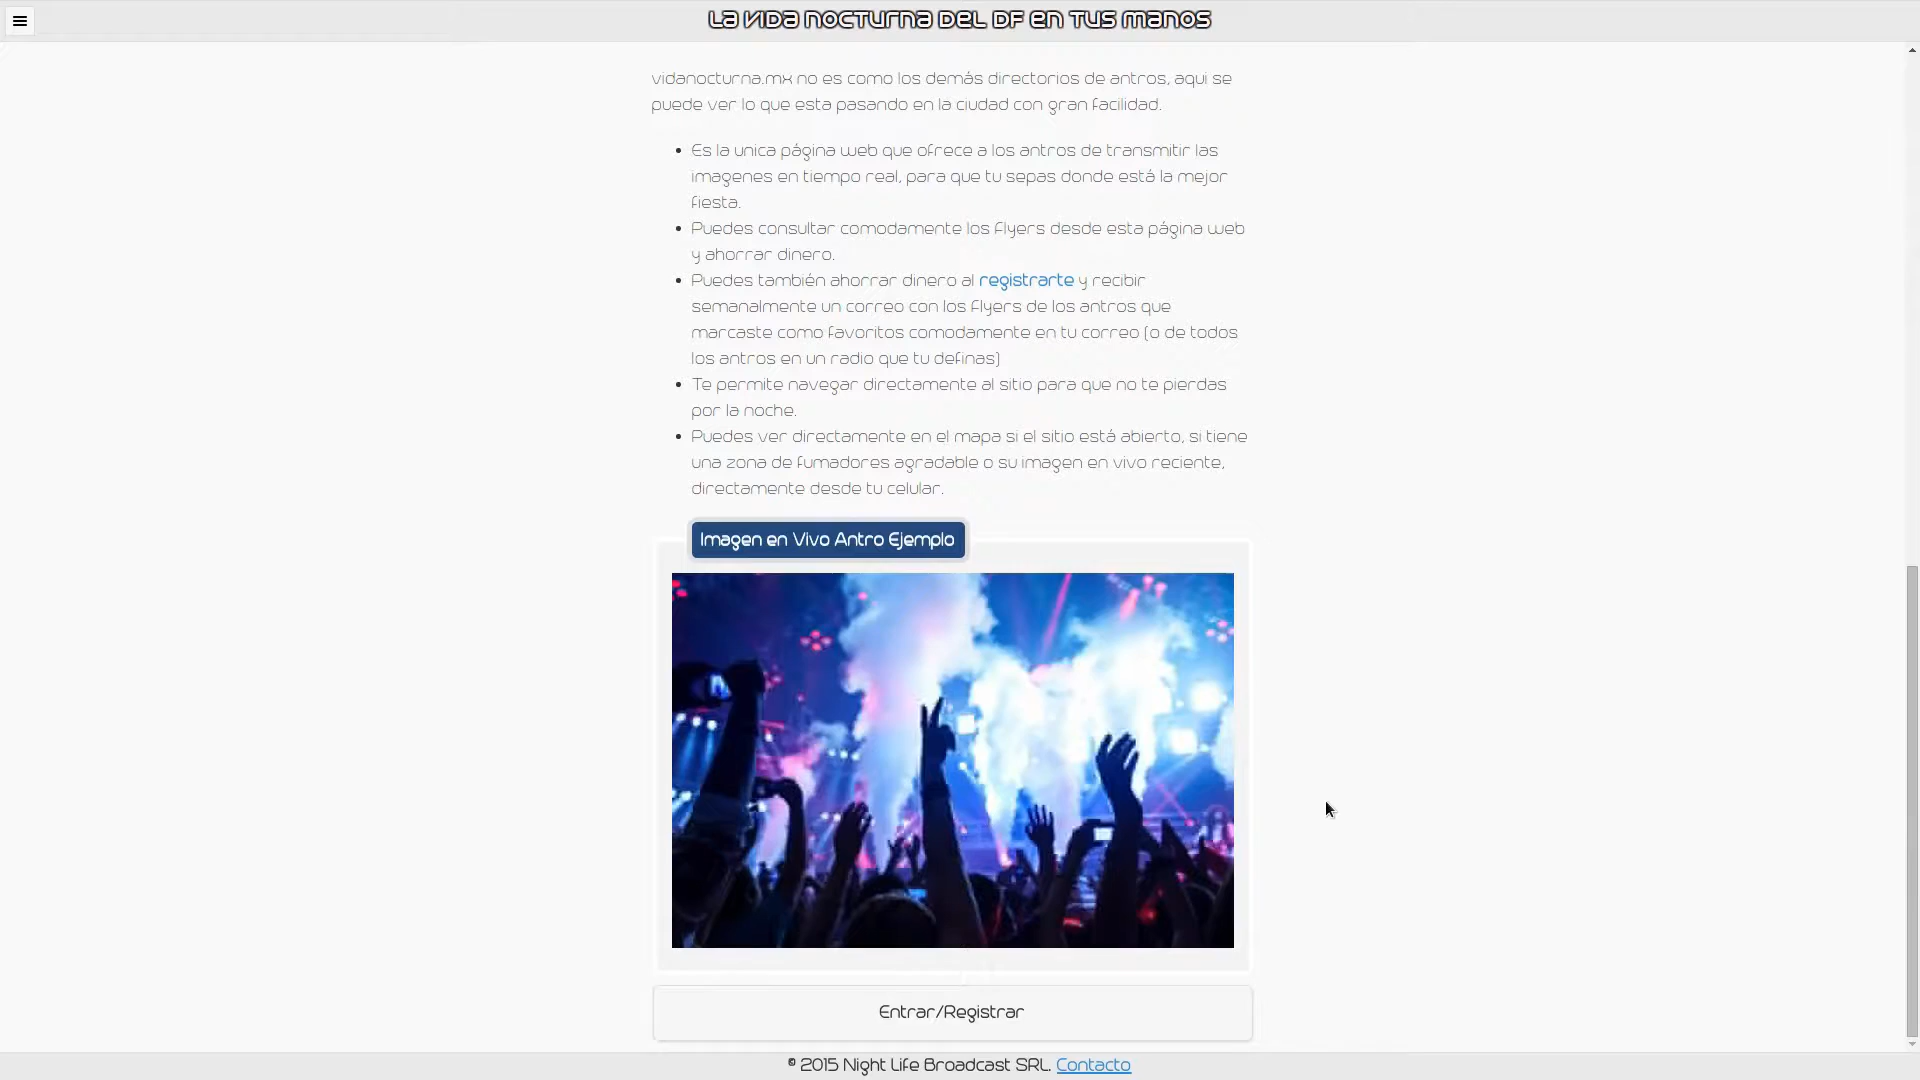 La vida nocturna del DF en tus manos
vidanocturna.mx no es como los demás directorios de antros, aqui se
puede ver lo que esta pasando en la ciudad con gran facilidad.
Es la unica página web que ofrece a los antros de transmitir las
imagenes en tiempo real, para que tu sepas donde está la mejor
fiesta.
Puedes consultar comodamente los flyers desde esta página web
y ahorrar dinero.
Puedes también ahorrar dinero al registrarte y recibir
semanalmente un correo con los flyers de los antros que
marcaste como favoritos comodamente en tu correo (o de todos
los antros en un radio que tu definas)
Te permite navegar directamente al sitio para que no te pierdas
por la noche.
Puedes ver directamente en el mapa si el sitio está abierto, si tiene
una zona de fumadores agradable o su imagen en vivo reciente,
directamente desde tu celular.
Imagen en Vivo Antro Ejemplo
Entrar/Registrar
© 2015 Night Life Broadcast SRL. Contacto